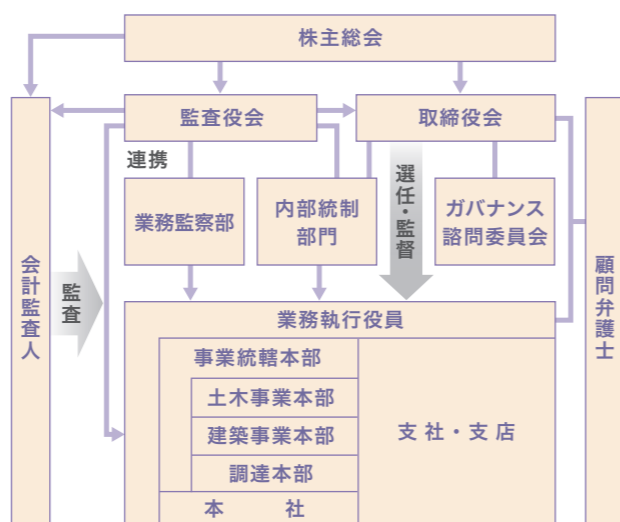 株主総会
監査役会
取締役会
連携
業務監察部
内部統制
部門
選任・監督
ガバナンス
諮問委員会
会計監査人
監査
顧問弁護士
業務執行役員
事業統轄本部
土木事業本部
建築事業本部
調達本部
本社
支社・支店